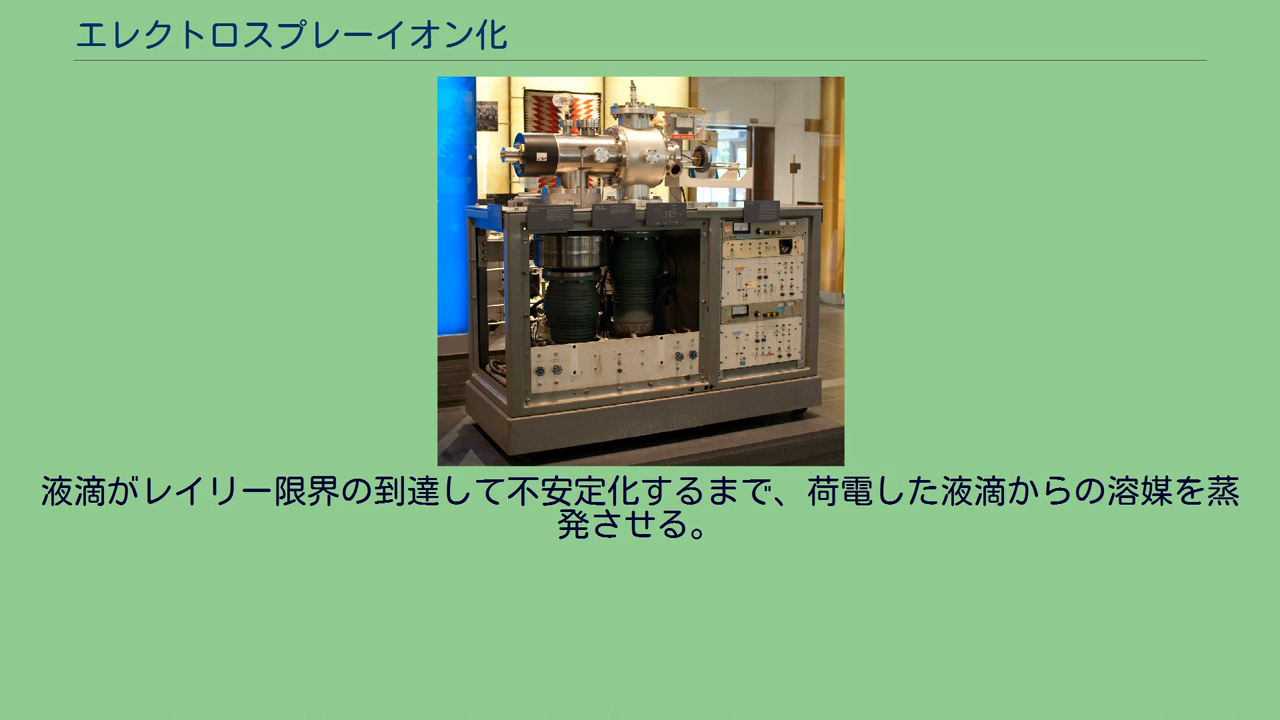 エレクトロスプレーイオン化
液滴がレイリー限界の到達して不安定化するまで、荷電した液滴からの溶媒を蒸
発させる。